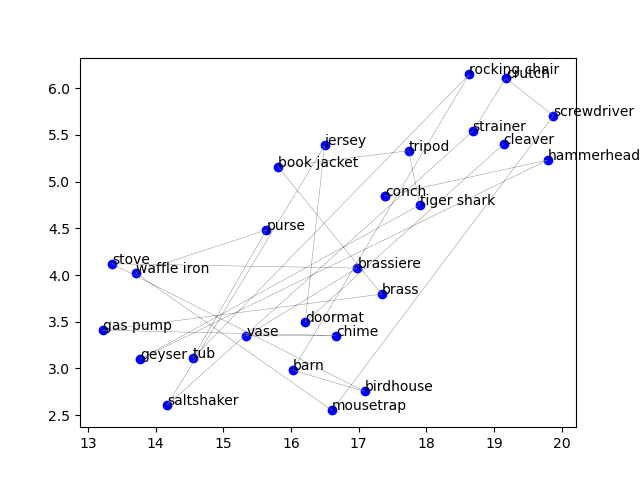 rocking chair
crutch
6.0
screwdriver
5.5
strainer
cleaver
jersey
tripod
hammerhead
book jacket
5.0
conch
tiger shark
4.5
purse
stove
waffle iron
brassiere
4.0
brass
3.5
doormat
gas pump
vase
chime
geyser
tub
3.0
barn
birdhouse
saltshaker
mousetrap
2.5
13 14 15 16 17 18 19 20